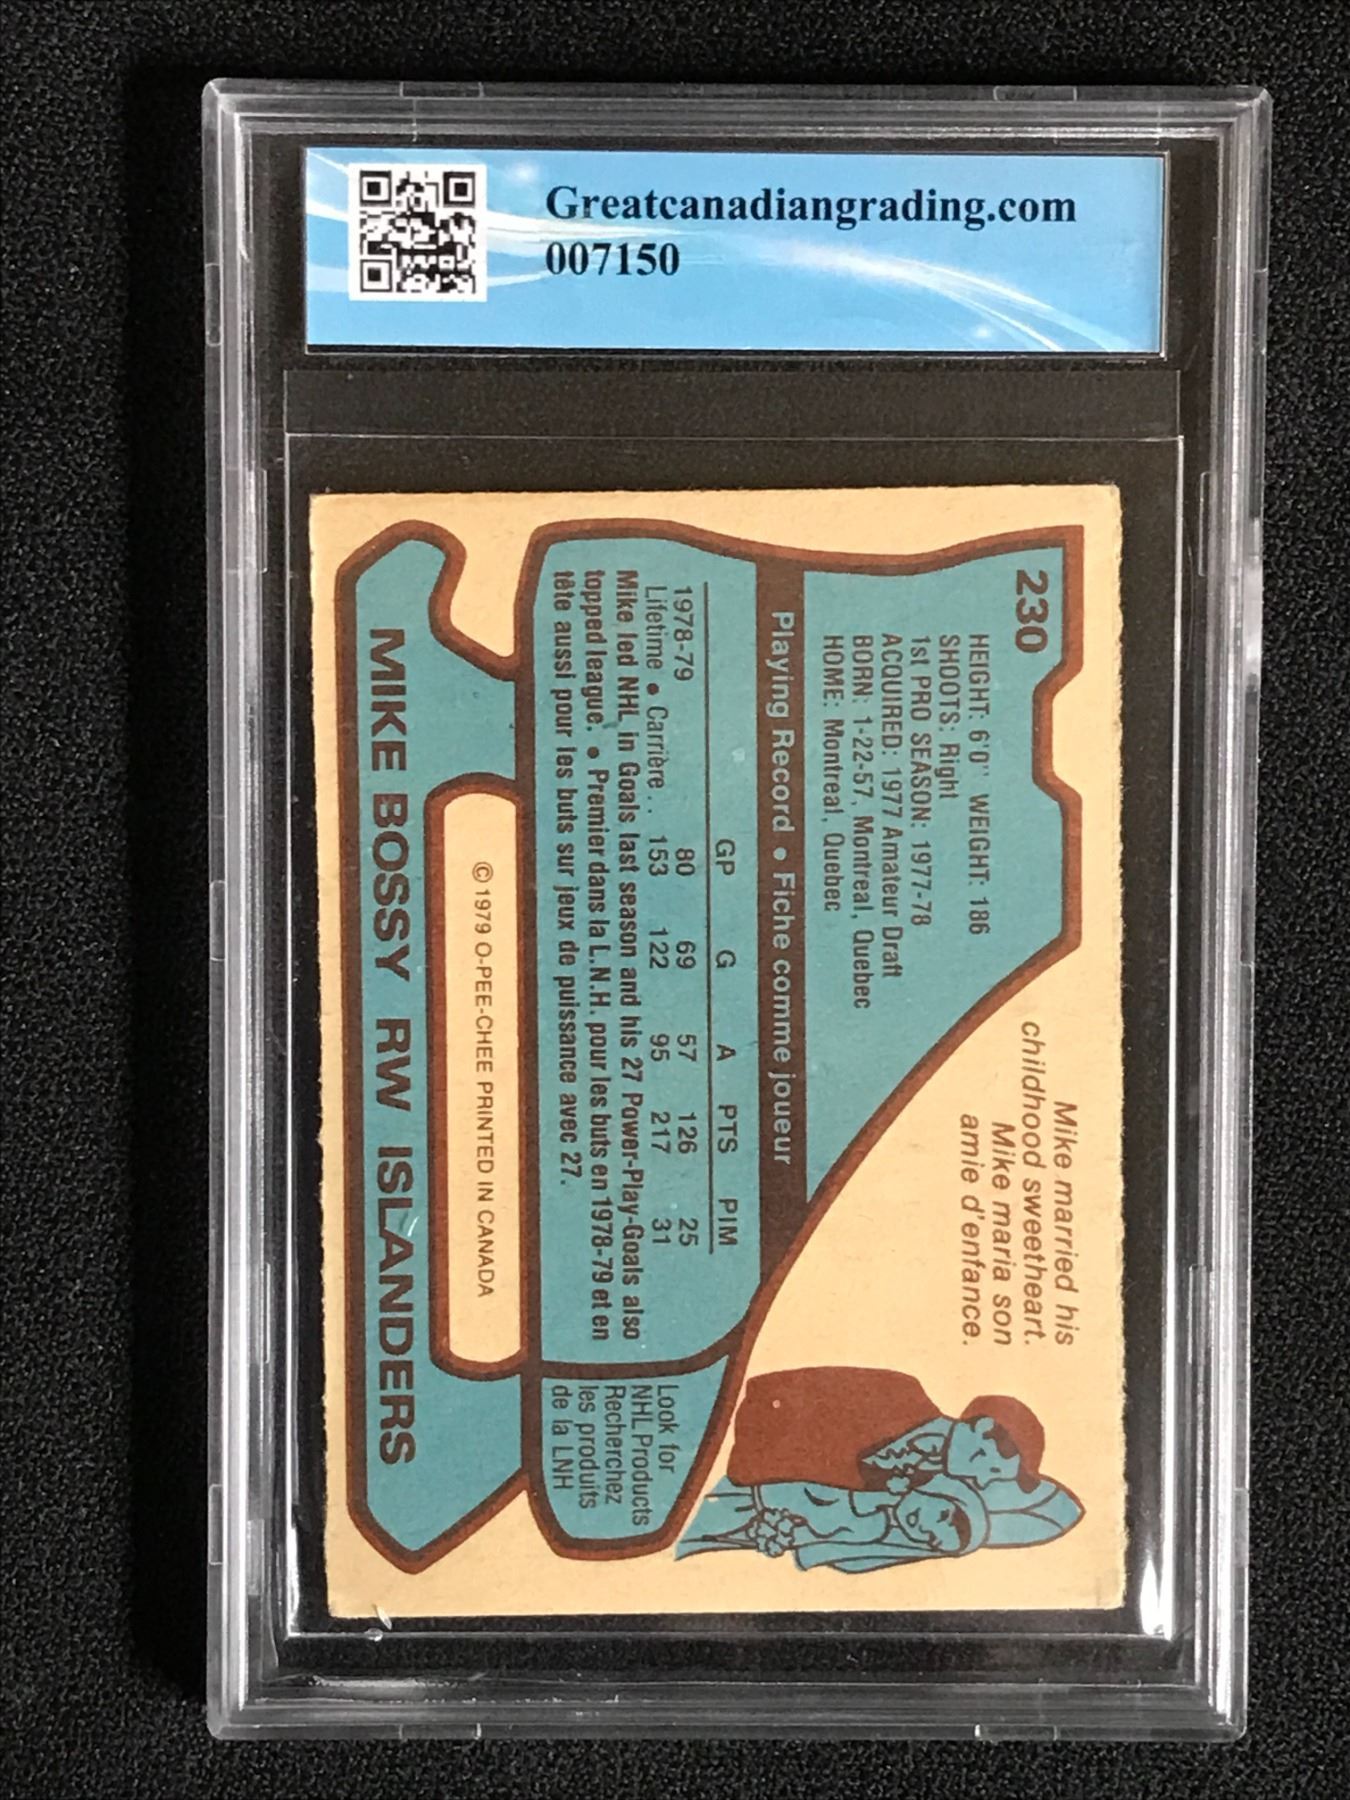 Greatcanadiangrading.com
007150
230
HEIGHT: 6'0" WEIGHT: 186
SHOOTS: Right
1st PRO SEASON: 1977-78
ACQUIRED: 1977 Amateur Draft
BORN: 1-22-57, Montreal, Quebec
HOME: Montreal, Quebec
Mike married his
childhood sweetheart.
Mike maria son
amie d'enfance.
Playing Record • Fiche comme joueur
GP G A PTS PIM
1978-79 80 69 57 126 25
Lifetime • Carrière . . 153 122 95 217 31
Mike led NHL in Goals last season and his 27 Power-Play-Goals also
topped league. • Premier dans la L.N.H. pour les buts en 1978-79 et en
tête aussi pour les buts sur jeux de puissance avec 27.
Look for
NHL Products
Recherchez
les produits
de la LNH
© 1979 O-PEE-CHEE PRINTED IN CANADA
MIKE BOSSY RW ISLANDERS